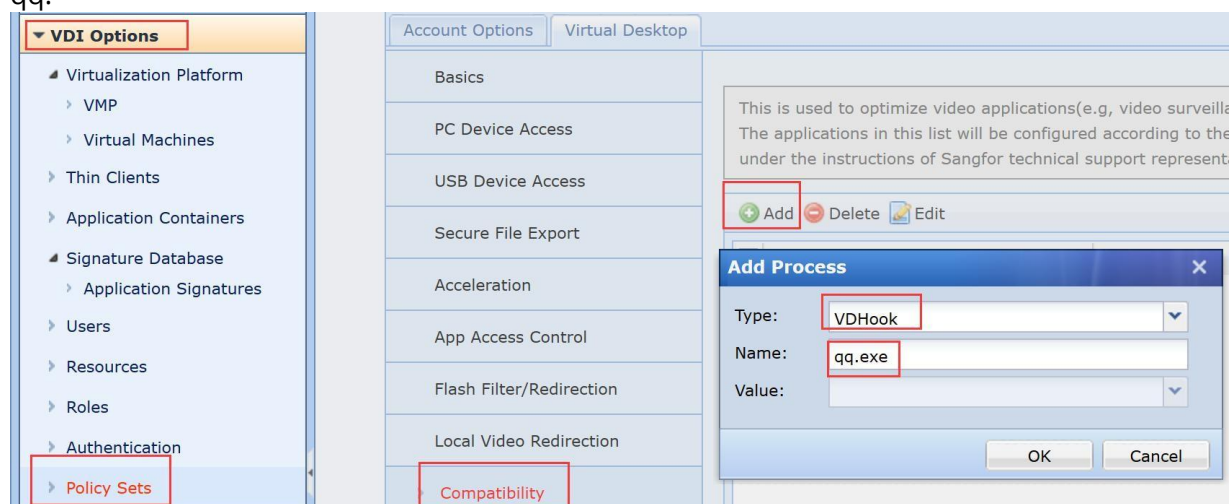 qq:
VDI Options
Virtualization Platform
VMP
Virtual Machines
Thin Clients
Application Containers
Signature Database
Application Signatures
Users
Resources
Roles
Authentication
Policy Sets
Account Options
Virtual Desktop
Basics
PC Device Access
USB Device Access
Secure File Export
Acceleration
App Access Control
Flash Filter/Redirection
Local Video Redirection
Compatibility
This is used to optimize video applications(e.g, video
The applications in this list will be configured according to the
under the instructions of Sangfor technical support
Add Delete Edit
Add Process
Type: VDHook
Name: qq.exe
Value:
OK Cancel